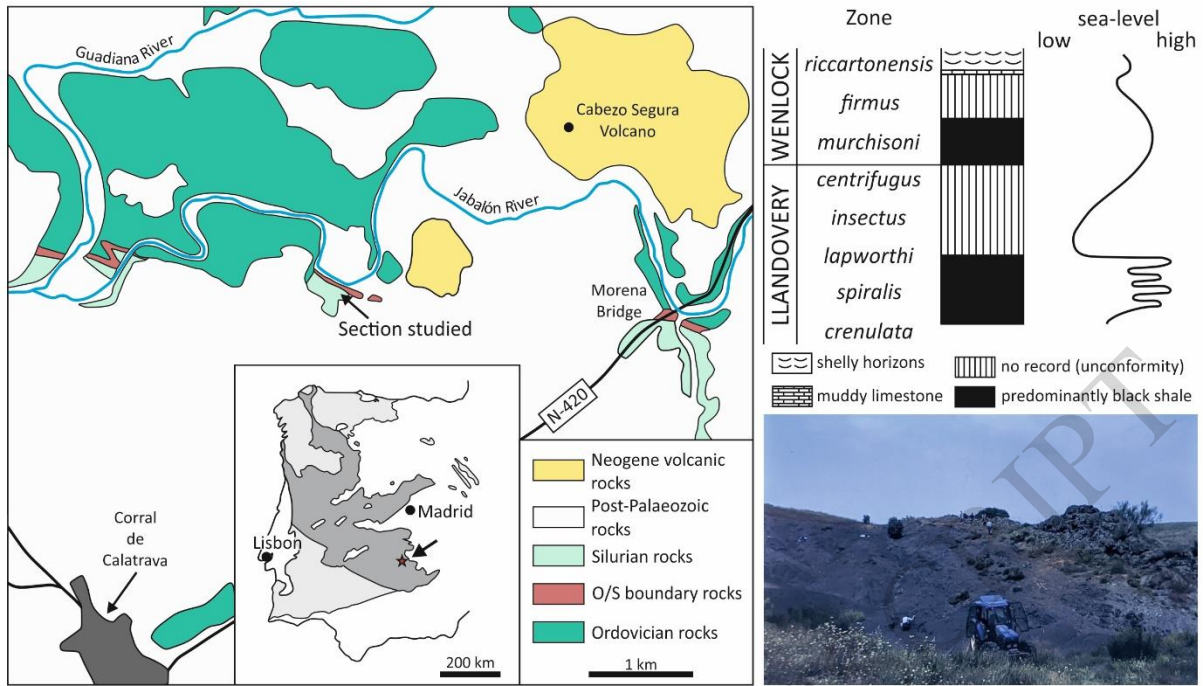 Guadiana River
Cabezo Segura
Volcano
Jabalón River
Morena
Bridge
Section studied
N-420
Corral
de
Calatrava
Madrid
Lisbon
200 km
Neogene volcanic
rocks
Post-Palaeozoic
rocks
Silurian rocks
O/S boundary rocks
Ordovician rocks
1 km
Zone
sea-level
low
high
WENLOCK
riccartonensis
firmus
murchisoni
LLANDOVERY
centrifugus
insectus
lapworthi
spiralis
crenulata
shelly horizons
no record (unconformity)
muddy limestone
predominantly black shale
IPT